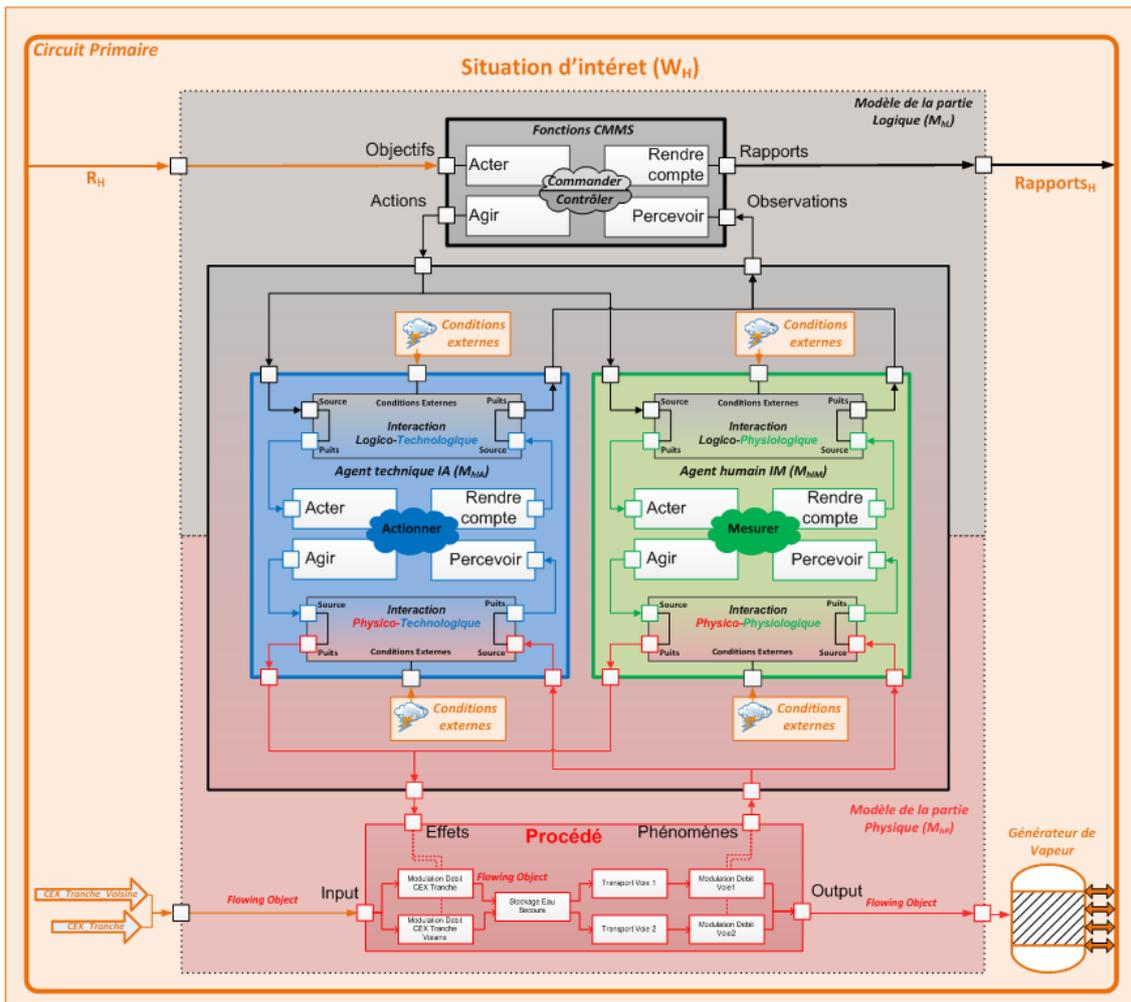 Circuit Primaire
Situation d'intéret (WH)
Modèle de la partie
Logique (MhL)
Fonctions CMMS
Objectifs
Acter
Rendre
compte
Rapports
Commander
Contrôler
RH
RapportsH
Actions
Agir
Percevoir
Observations
Conditions
externes
Conditions
externes
Source
Conditions Externes
Puits
Interaction
Logico-Technologique
Puits
Source
Agent technique IA (MhIA)
Acter
Rendre
compte
Actionner
Agir
Percevoir
Source
Interaction
Puits
Physico-Technologique
Puits
Conditions Externes
Source
Source
Conditions Externes
Puits
Interaction
Logico-Physiologique
Puits
Source
Agent humain IM (MhIM)
Acter
Rendre
compte
Mesurer
Agir
Percevoir
Source
Interaction
Puits
Physico-Physiologique
Puits
Conditions Externes
Source
Conditions
externes
Conditions
externes
Modèle de la partie
Physique (MhP)
Effets
Procédé
Phénomènes
Générateur de
Vapeur
CEX_Tranche_Voisine
CEX_Tranche
Flowing Object
Input
Modulation Débit
CEX Tranche
Flowing Object
Modulation Débit
CEX Tranche
Voisins
Stockage Eau
Secours
Transport Voie 1
Transport Voie 2
Modulation Debit
Voie1
Modulation Debit
Voie2
Output
Flowing Object